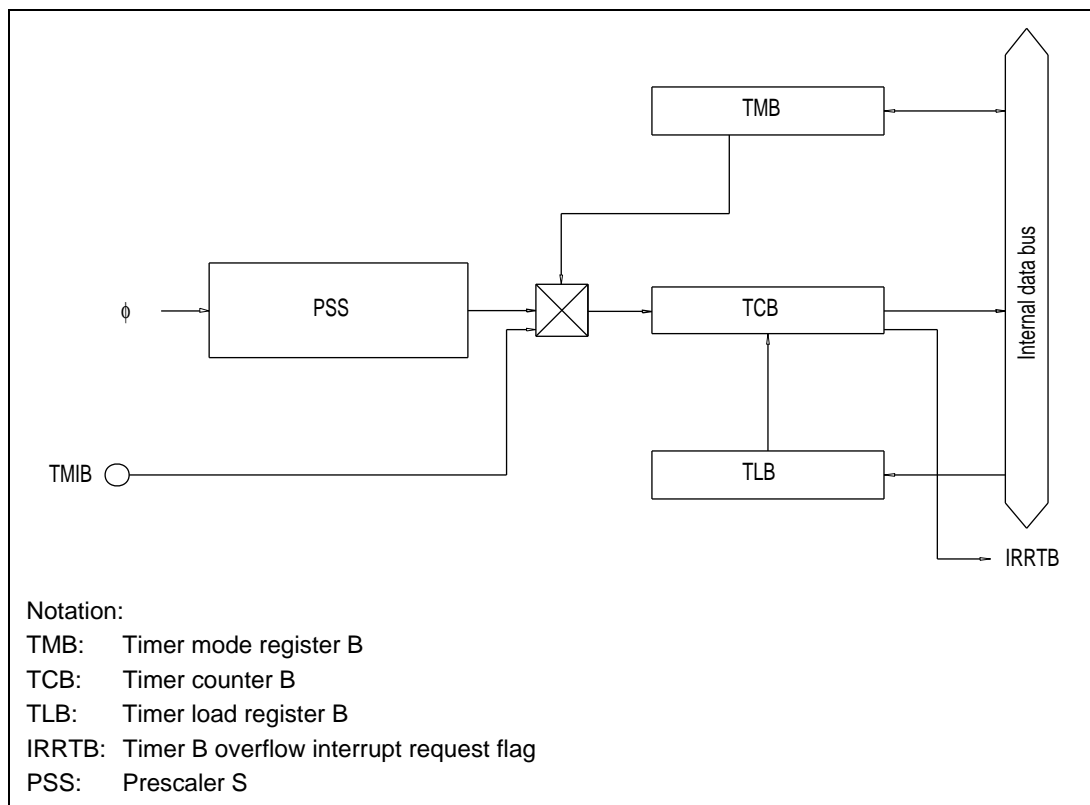 TMB
Internal data bus
ϕ
PSS
TCB
TMIB
TLB
IRRTB
Notation:
TMB: Timer mode register B
TCB: Timer counter B
TLB: Timer load register B
IRRTB: Timer B overflow interrupt request flag
PSS: Prescaler S